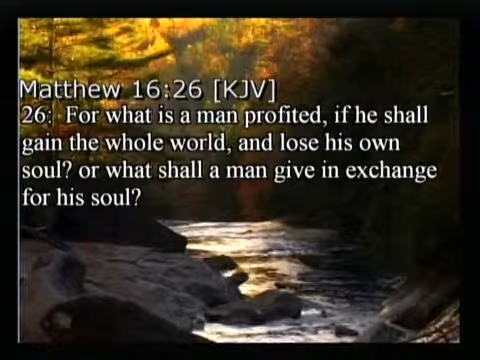 Matthew 16:26 [KJV]
26:  For what is a man profited, if he shall
gain the whole world, and lose his own
soul? or what shall a man give in exchange
for his soul?